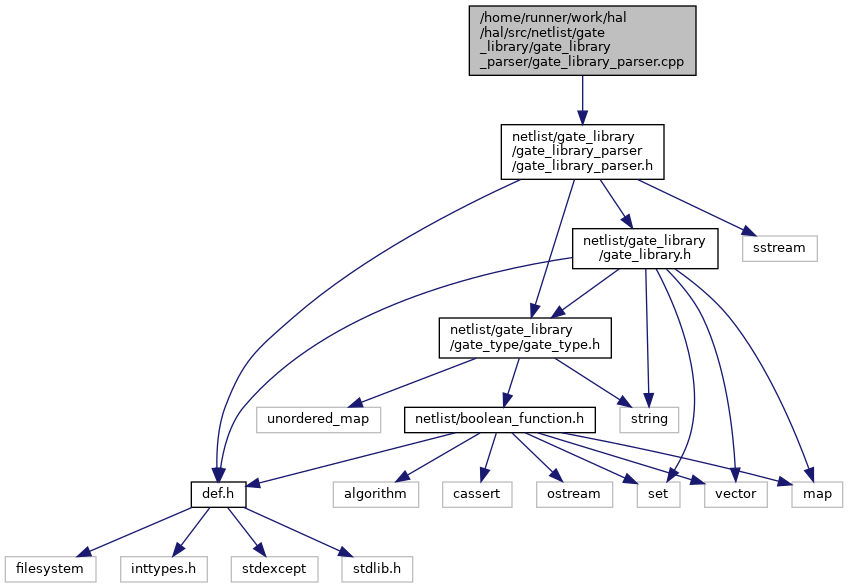 /home/runner/work/hal
/hal/src/netlist/gate
_library/gate_library
_parser/gate_library_parser.cpp
netlist/gate_library
/gate_library_parser
/gate_library_parser.h
netlist/gate_library
/gate_library.h
sstream
netlist/gate_library
/gate_type/gate_type.h
unordered_map
netlist/boolean_function.h
string
def.h
algorithm
cassert
ostream
set
vector
map
filesystem
inttypes.h
stdexcept
stdlib.h